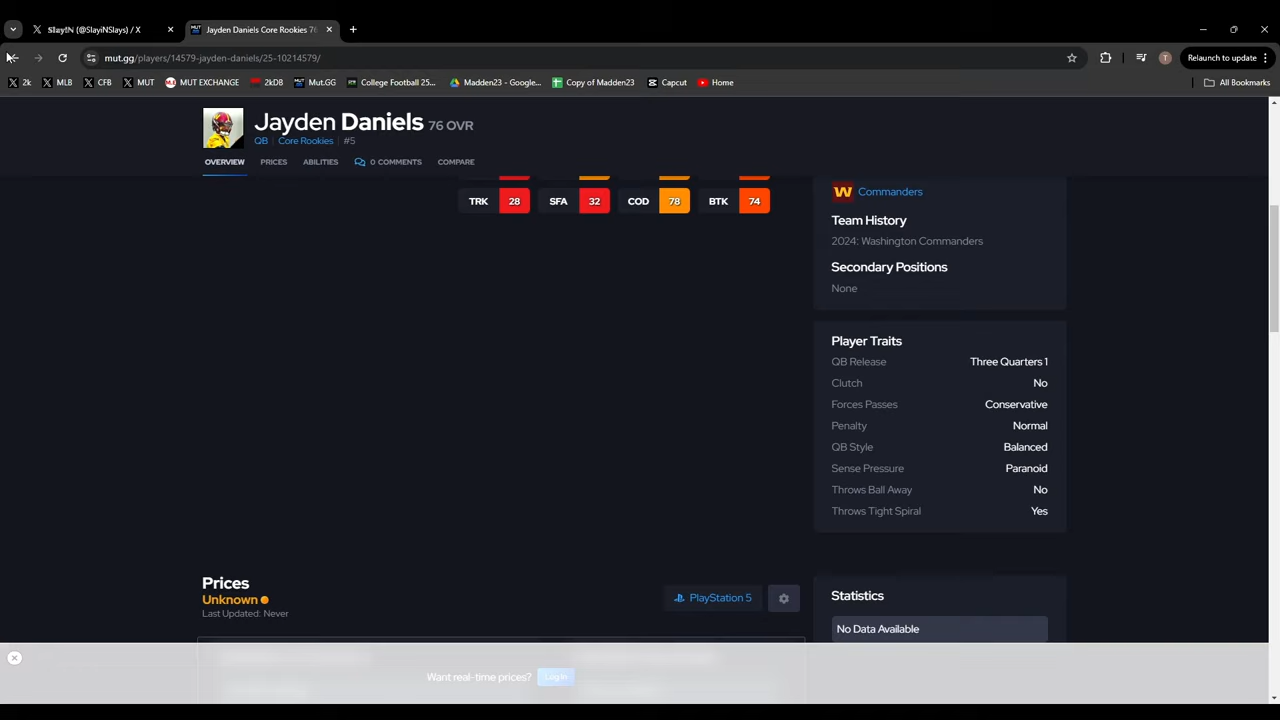 SlayIN (@SlayiNSlays) / X
Jayden Daniels Core Rookies 76
mut.gg/players/14579-jayden-daniels/25-10214579/
T
Relaunch to update
2k
MLB
CFB
MUT
MUT EXCHANGE
2kDB
Mut.GG
College Football 25...
Madden23 - Google...
Copy of Madden23
Capcut
Home
All Bookmarks
Jayden Daniels 76 OVR
QB | Core Rookies | #5
OVERVIEW PRICES ABILITIES 0 COMMENTS COMPARE
TRK 28 SFA 32 COD 78 BTK 74
Commanders
Team History
2024: Washington Commanders
Secondary Positions
None
Player Traits
QB Release Three Quarters 1
Clutch No
Forces Passes Conservative
Penalty Normal
QB Style Balanced
Sense Pressure Paranoid
Throws Ball Away No
Throws Tight Spiral Yes
Prices
Unknown
Last Updated: Never
PlayStation 5
Statistics
No Data Available
Want real-time prices? Log In